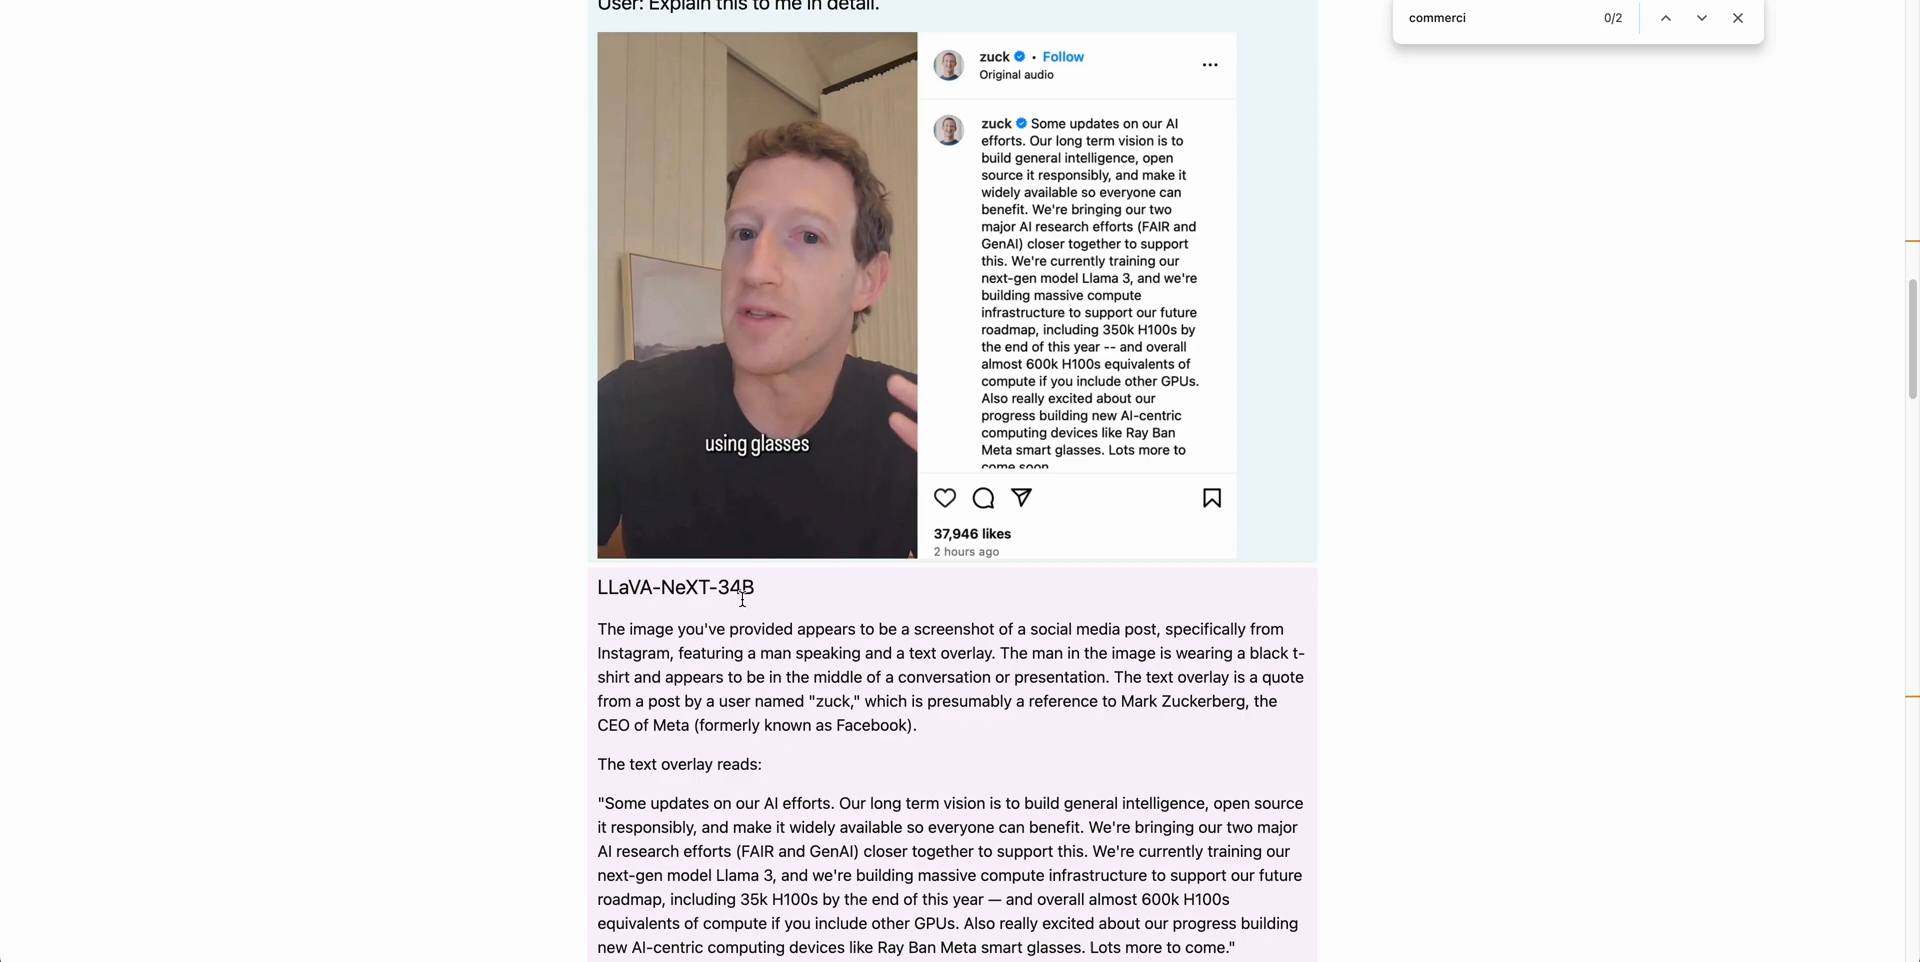 User: Explain this to me in detail.
commerci
0/2
zuck • Follow
Original audio
zuck Some updates on our AI
efforts. Our long term vision is to
build general intelligence, open
source it responsibly, and make it
widely available so everyone can
benefit. We're bringing our two
major AI research efforts (FAIR and
GenAI) closer together to support
this. We're currently training our
next-gen model Llama 3, and we're
building massive compute
infrastructure to support our future
roadmap, including 350k H100s by
the end of this year -- and overall
almost 600k H100s equivalents of
compute if you include other GPUs.
Also really excited about our
progress building new AI-centric
computing devices like Ray Ban
Meta smart glasses. Lots more to
come soon
using glasses
37,946 likes
2 hours ago
LLaVA-NeXT-34B
The image you've provided appears to be a screenshot of a social media post, specifically from
Instagram, featuring a man speaking and a text overlay. The man in the image is wearing a black t-
shirt and appears to be in the middle of a conversation or presentation. The text overlay is a quote
from a post by a user named "zuck," which is presumably a reference to Mark Zuckerberg, the
CEO of Meta (formerly known as Facebook).
The text overlay reads:
"Some updates on our AI efforts. Our long term vision is to build general intelligence, open source
it responsibly, and make it widely available so everyone can benefit. We're bringing our two major
AI research efforts (FAIR and GenAI) closer together to support this. We're currently training our
next-gen model Llama 3, and we're building massive compute infrastructure to support our future
roadmap, including 35k H100s by the end of this year — and overall almost 600k H100s
equivalents of compute if you include other GPUs. Also really excited about our progress building
new AI-centric computing devices like Ray Ban Meta smart glasses. Lots more to come."